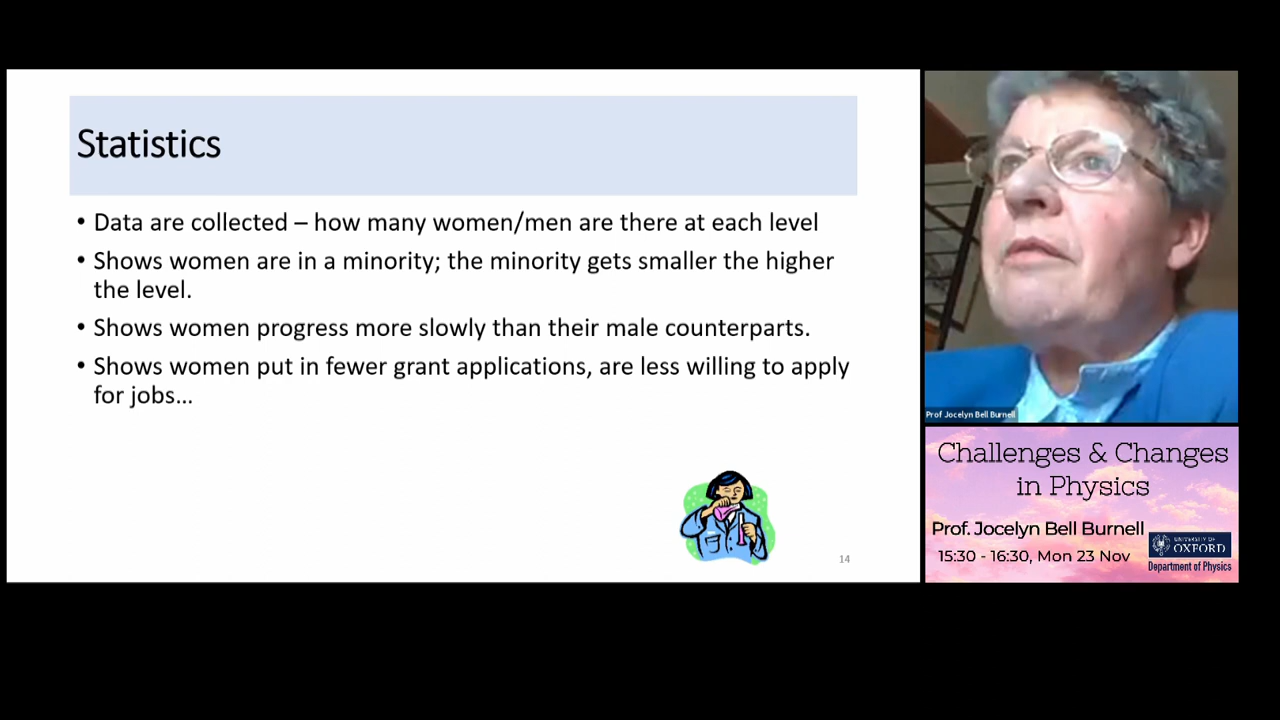 Statistics
• Data are collected – how many women/men are there at each level
• Shows women are in a minority; the minority gets smaller the higher
the level.
• Shows women progress more slowly than their male counterparts.
• Shows women put in fewer grant applications, are less willing to apply
for jobs…
14
Prof Jocelyn Bell Burnell
Challenges & Changes
in Physics
Prof. Jocelyn Bell Burnell
15:30 - 16:30, Mon 23 Nov
UNIVERSITY OF
OXFORD
Department of Physics